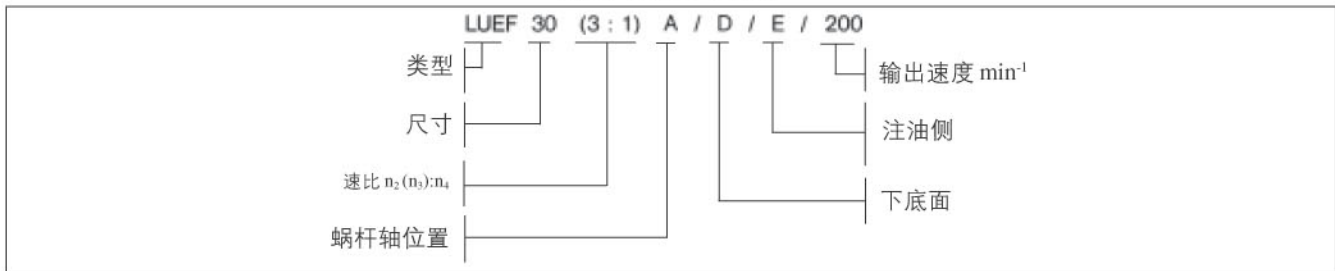 LUEF 30 (3 : 1) A / D / E / 200
类型
输出速度 min⁻¹
尺寸
注油侧
速比 n₂(n₃):n₄
下底面
蜗杆轴位置